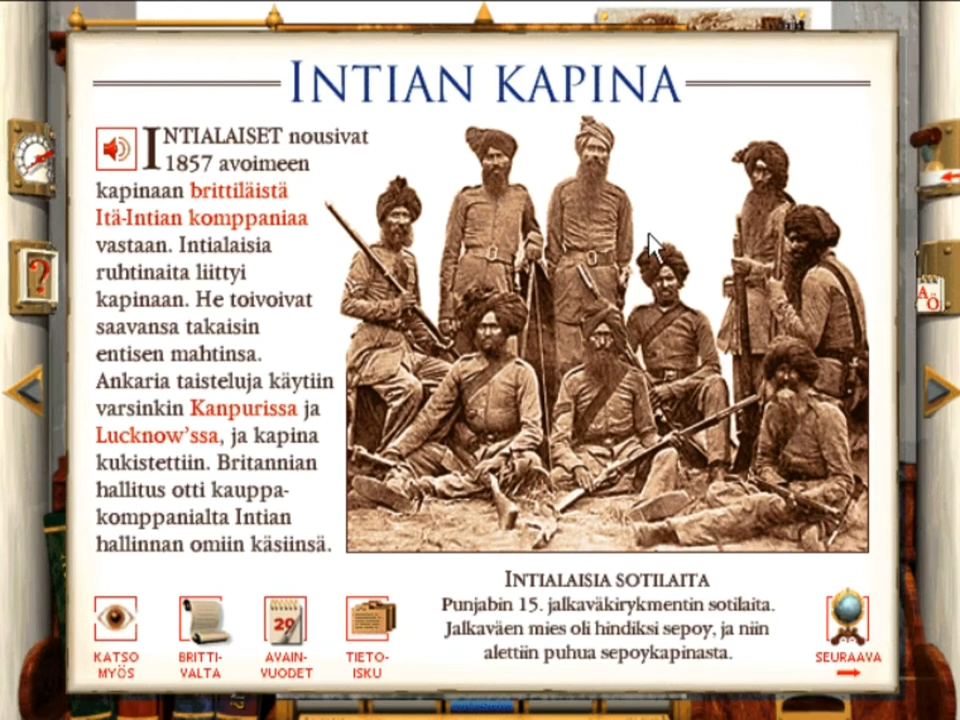 INTIAN KAPINA
INTIALAISET nousivat
1857 avoimeen
kapinaan brittiläistä
Itä-Intian komppaniaa
vastaan. Intialaisia
ruhtinaita liittyi
kapinaan. He toivoivat
saavansa takaisin
entisen mahtinsa.
Ankaria taisteluja käytiin
varsinkin Kanpurissa ja
Lucknow'ssa, ja kapina
kukistettiin. Britannian
hallitus otti kauppa-
komppanialta Intian
hallinnan omiin käsiinsä.
INTIALAISIA SOTILAITA
Punjabin 15. jalkaväkirykmentin sotilaita.
Jalkaväen mies oli hindiksi sepoy, ja niin
alettiin puhua sepoykapinasta.
KATSO
MYÖS
BRITTI-
VALTA
20
AVAIN-
VUODET
TIETO-
ISKU
SEURAAVA
?
A
Ö